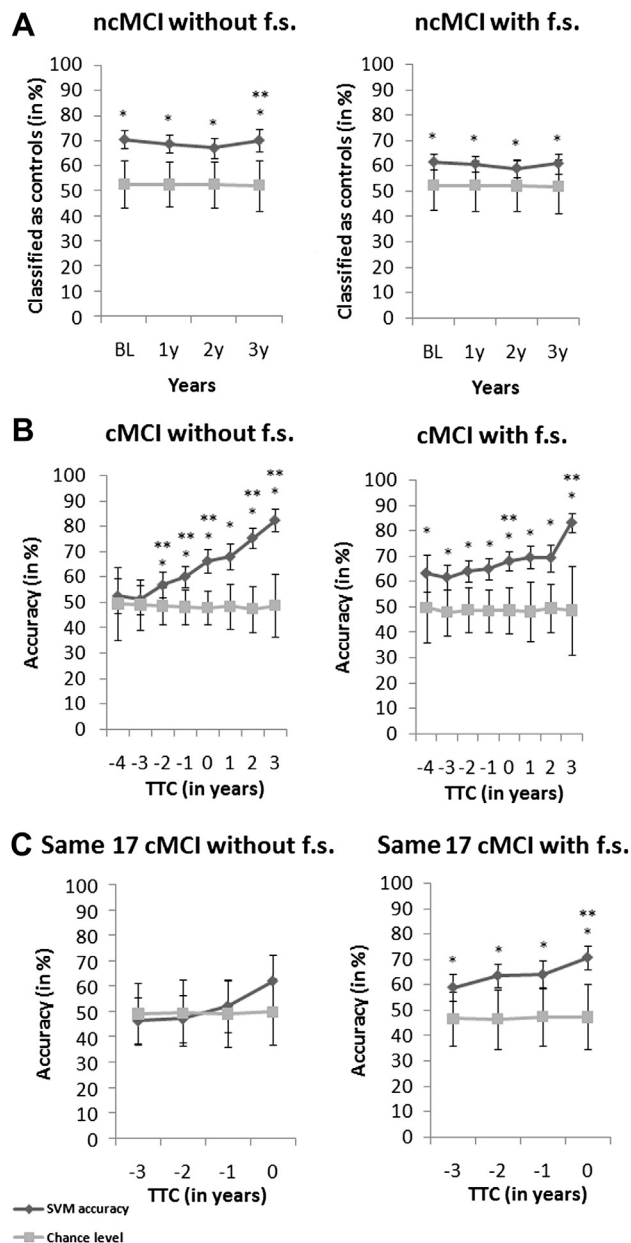 A
ncMCI without f.s.
ncMCI with f.s.
Classified as controls (in %)
100
90
80
70
60
50
40
30
20
10
0
* * * ** *
BL 1y 2y 3y
Years
Classified as controls (in %)
100
90
80
70
60
50
40
30
20
10
0
* * * *
BL 1y 2y 3y
Years
B
cMCI without f.s.
cMCI with f.s.
Accuracy (in %)
100
90
80
70
60
50
40
30
20
10
0
** ** ** ** **
* * * * * *
-4 -3 -2 -1 0 1 2 3
TTC (in years)
Accuracy (in %)
100
90
80
70
60
50
40
30
20
10
0
** **
* * * * * * * *
-4 -3 -2 -1 0 1 2 3
TTC (in years)
C Same 17 cMCI without f.s.
Same 17 cMCI with f.s.
Accuracy (in %)
100
90
80
70
60
50
40
30
20
10
0
-3 -2 -1 0
TTC (in years)
Accuracy (in %)
100
90
80
70
60
50
40
30
20
10
0
**
* * * *
-3 -2 -1 0
TTC (in years)
SVM accuracy
Chance level